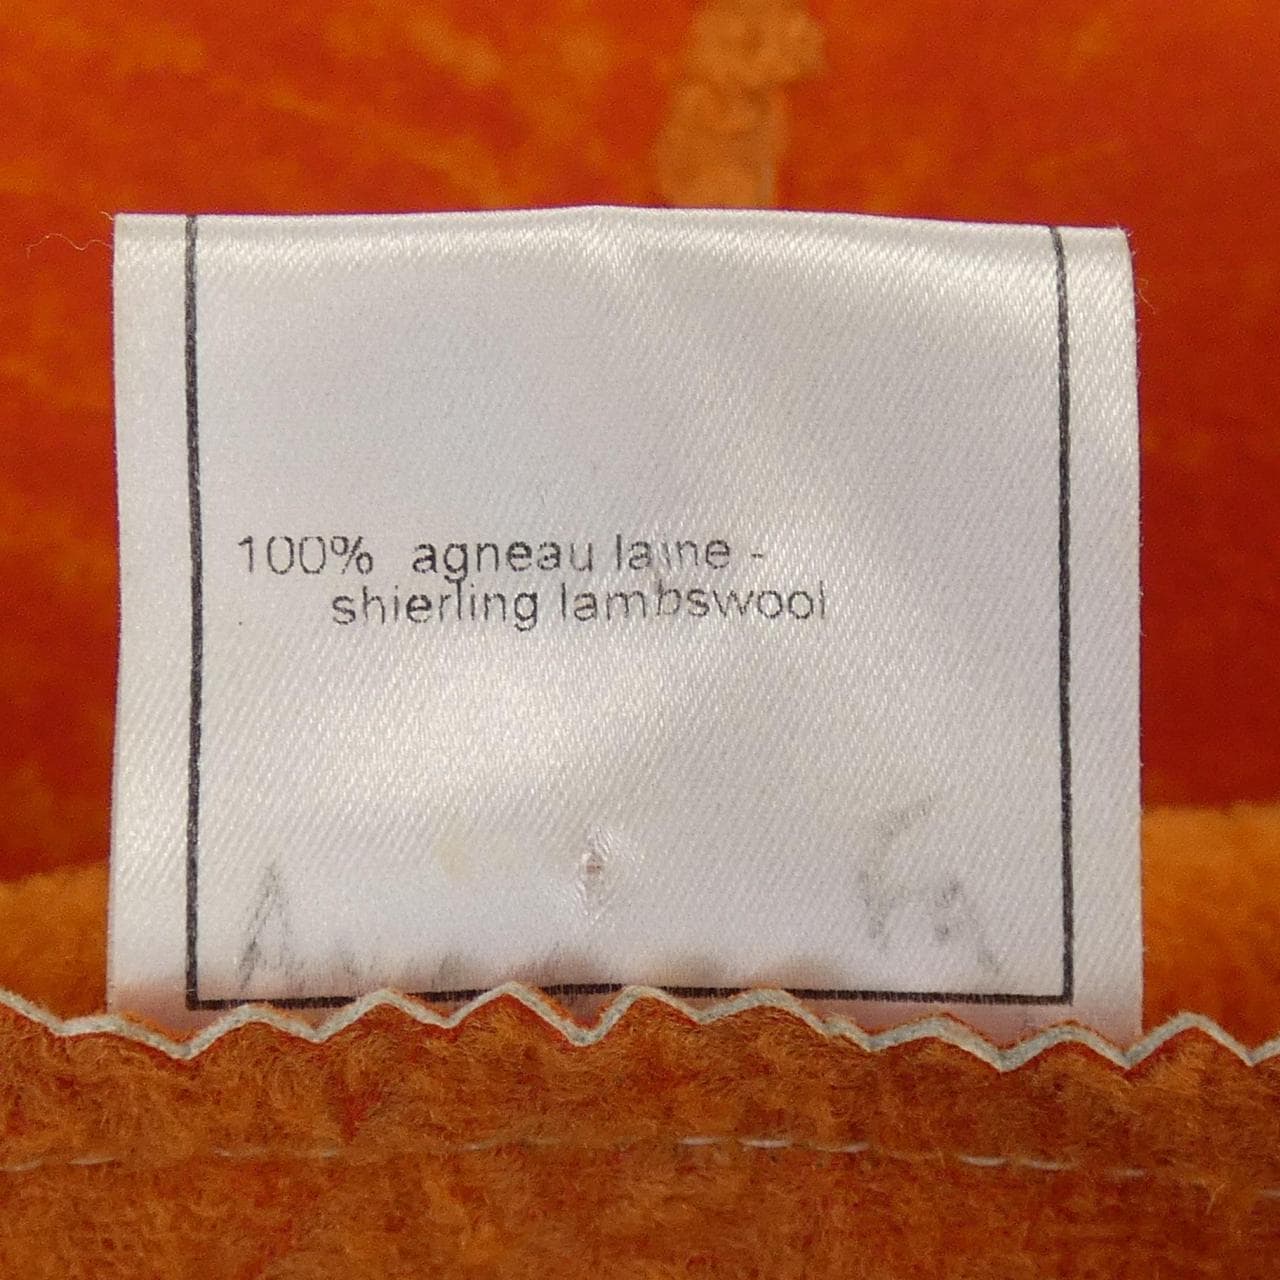 100% agneau laine -
shierling lambswool